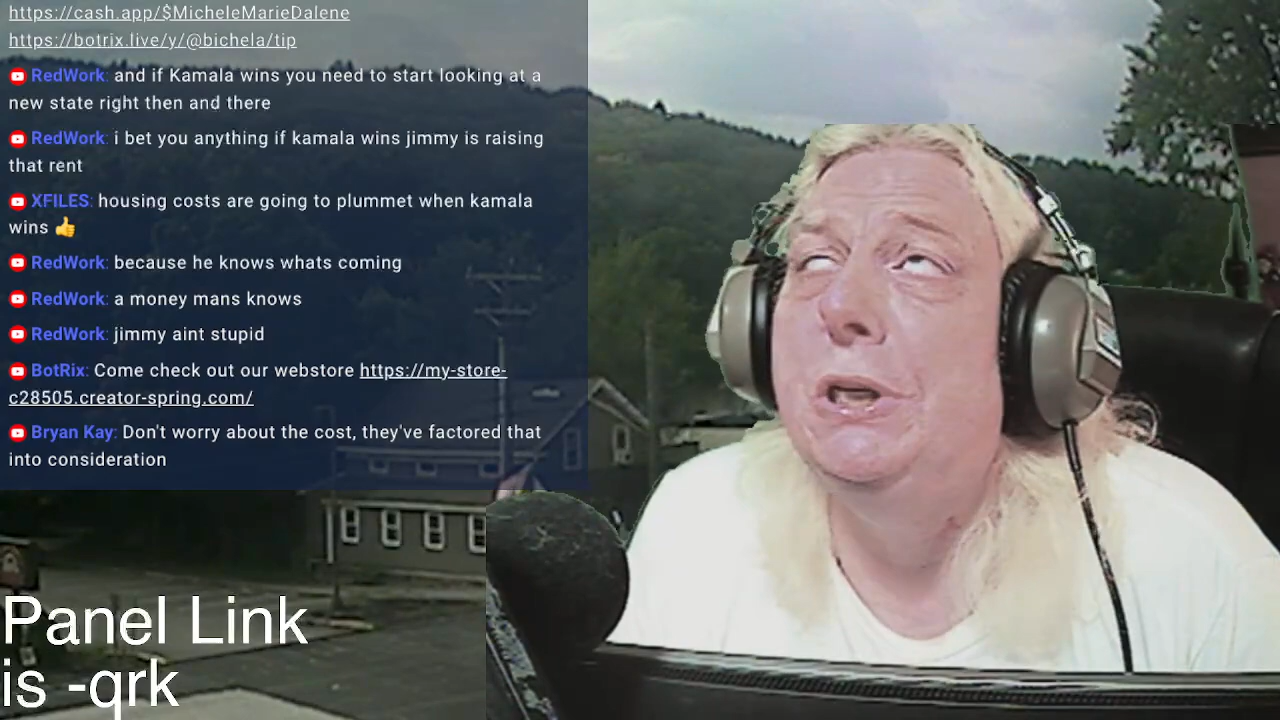 https://cash.app/$MicheleMarieDalene
https://botrix.live/y/@bichela/tip
RedWork: and if Kamala wins you need to start looking at a
new state right then and there
RedWork: i bet you anything if kamala wins jimmy is raising
that rent
XFILES: housing costs are going to plummet when kamala
wins 👍
RedWork: because he knows whats coming
RedWork: a money mans knows
RedWork: jimmy aint stupid
BotRix: Come check out our webstore https://my-store-
c28505.creator-spring.com/
Bryan Kay: Don't worry about the cost, they've factored that
into consideration
Panel Link
is -qrk